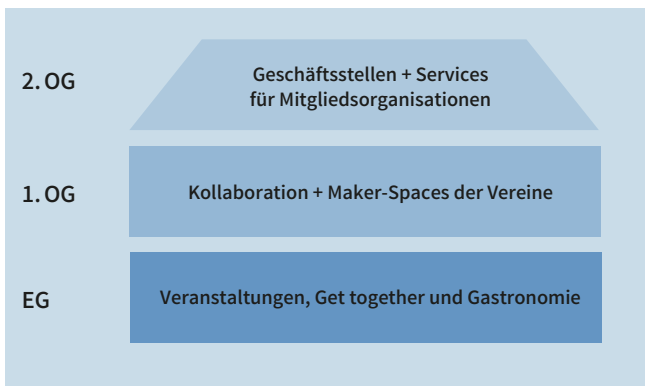 2. OG
Geschäftsstellen + Services
für Mitgliedsorganisationen
1. OG
Kollaboration + Maker-Spaces der Vereine
EG
Veranstaltungen, Get together und Gastronomie